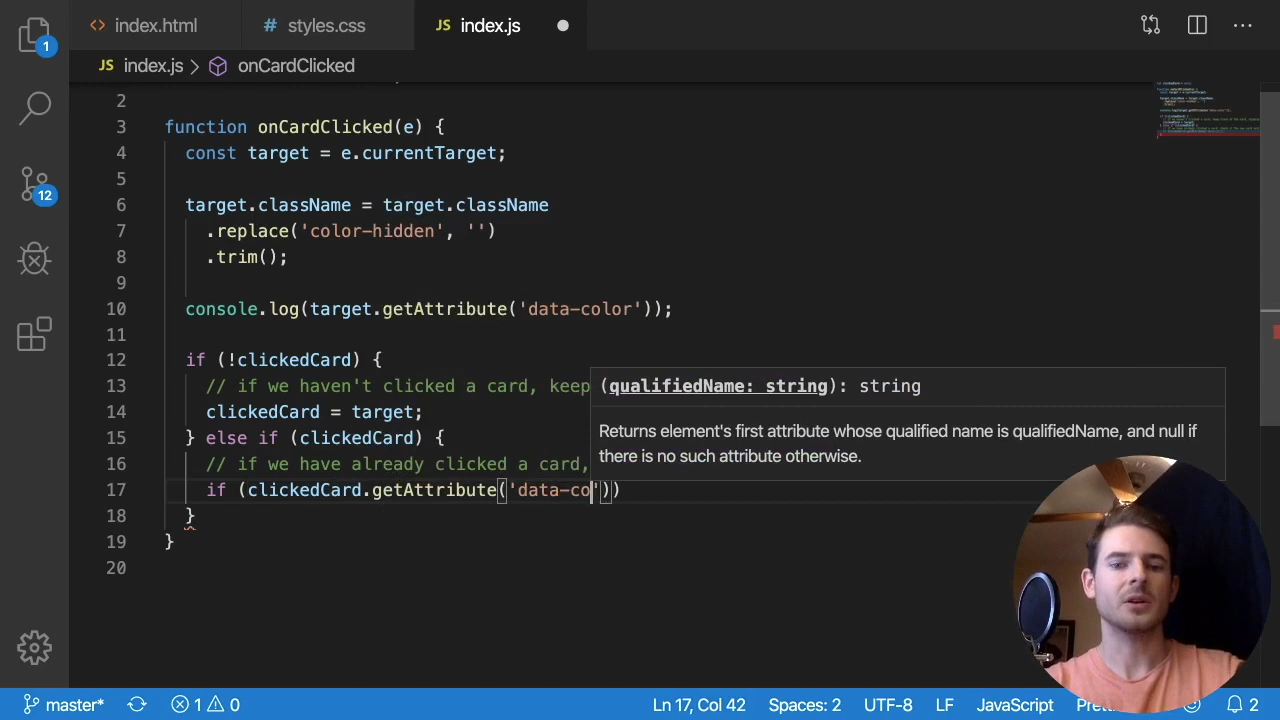 index.html
styles.css
JS index.js
1
JS index.js > onCardClicked
2
3 function onCardClicked(e) {
4 const target = e.currentTarget;
5
6 target.className = target.className
7 .replace('color-hidden', '')
8 .trim();
9
10 console.log(target.getAttribute('data-color'));
11
12 if (!clickedCard) {
13 // if we haven't clicked a card, keep
14 clickedCard = target;
15 } else if (clickedCard) {
16 // if we have already clicked a card,
17 if (clickedCard.getAttribute('data-co'))
18 }
19 }
20
(qualifiedName: string): string
Returns element's first attribute whose qualified name is qualifiedName, and null if
there is no such attribute otherwise.
12
master* 1 0 Ln 17, Col 42 Spaces: 2 UTF-8 LF JavaScript 2